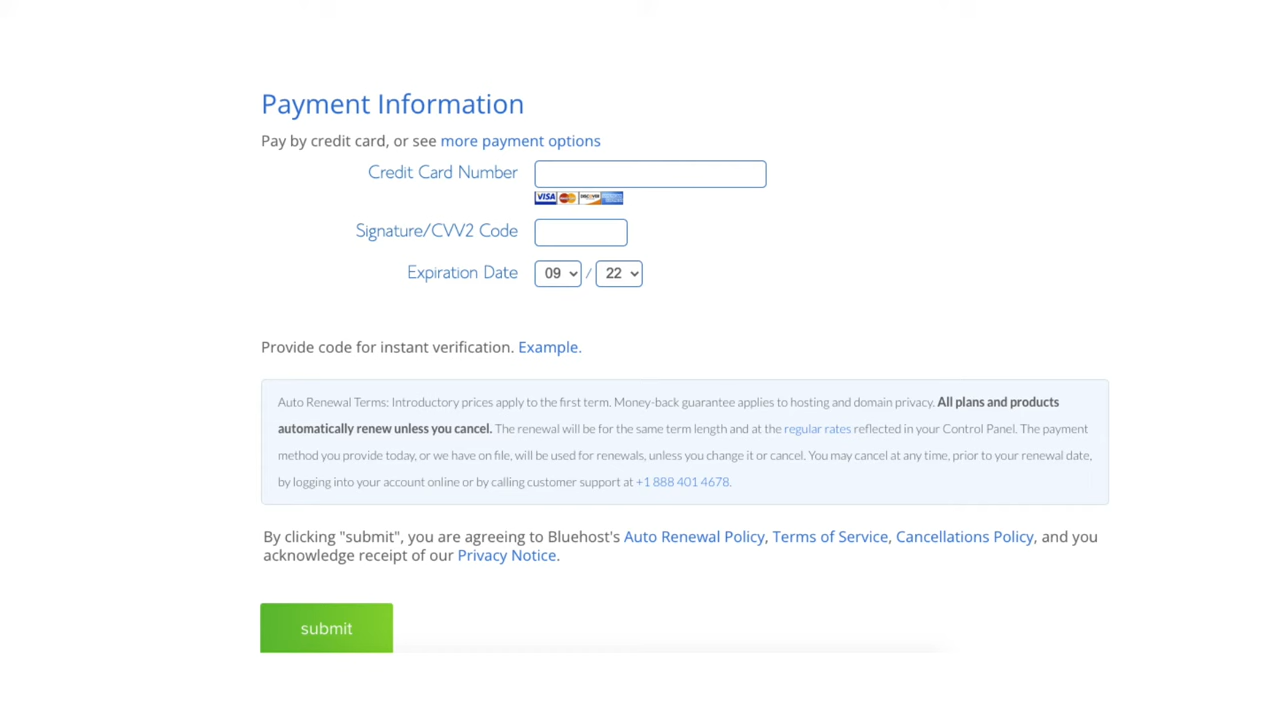 Payment Information
Pay by credit card, or see more payment options
Credit Card Number
VISA
Signature/CVV2 Code
Expiration Date 09 / 22
Provide code for instant verification. Example.
Auto Renewal Terms: Introductory prices apply to the first term. Money-back guarantee applies to hosting and domain privacy. All plans and products
automatically renew unless you cancel. The renewal will be for the same term length and at the regular rates reflected in your Control Panel. The payment
method you provide today, or we have on file, will be used for renewals, unless you change it or cancel. You may cancel at any time, prior to your renewal date,
by logging into your account online or by calling customer support at +1 888 401 4678.
By clicking "submit", you are agreeing to Bluehost's Auto Renewal Policy, Terms of Service, Cancellations Policy, and you
acknowledge receipt of our Privacy Notice.
submit